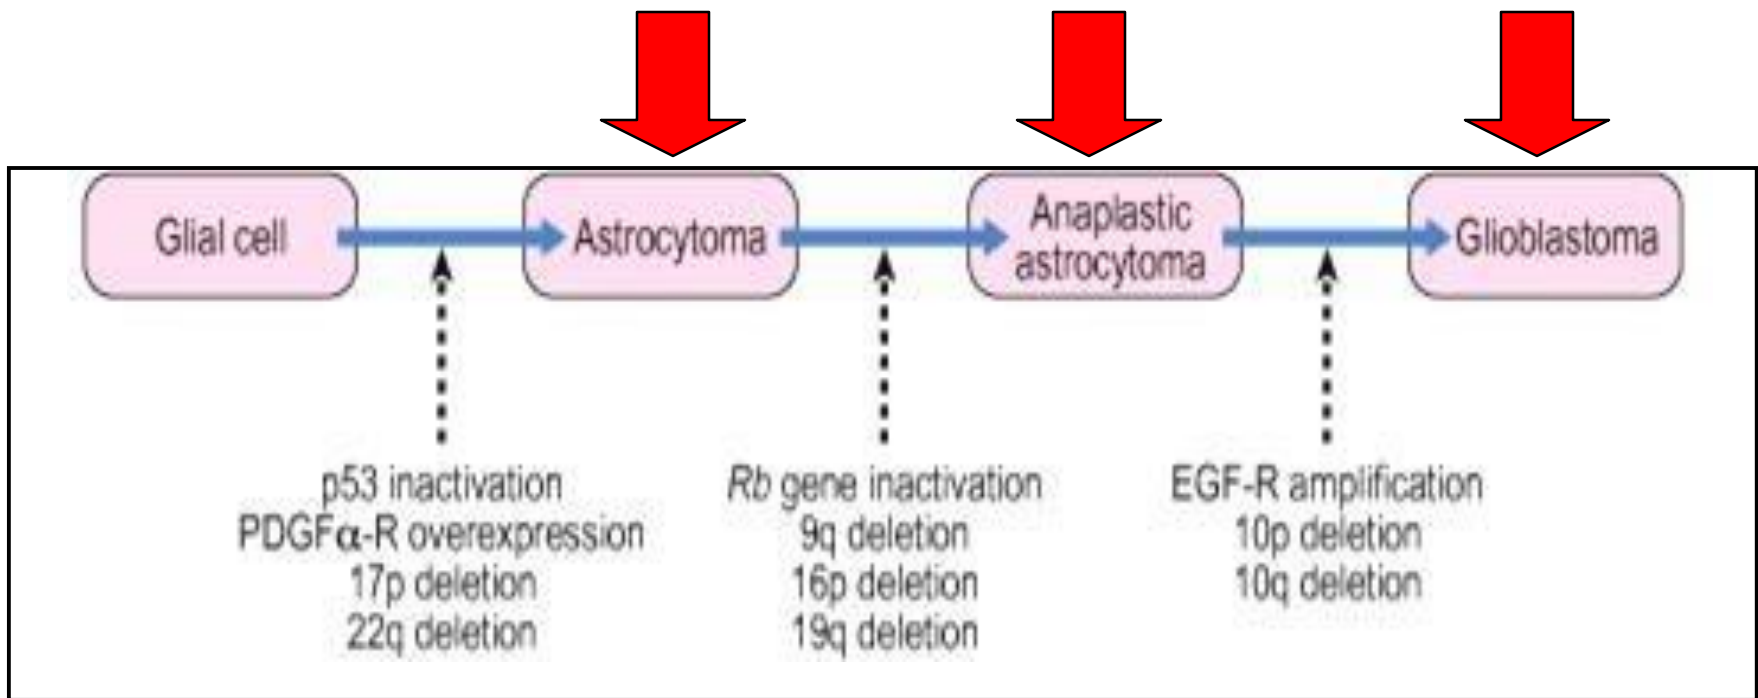 Glial cell
Astrocytoma
Anaplastic
astrocytoma
Glioblastoma
p53 inactivation
PDGFα-R overexpression
17p deletion
22q deletion
Rb gene inactivation
9q deletion
16p deletion
19q deletion
EGF-R amplification
10p deletion
10q deletion